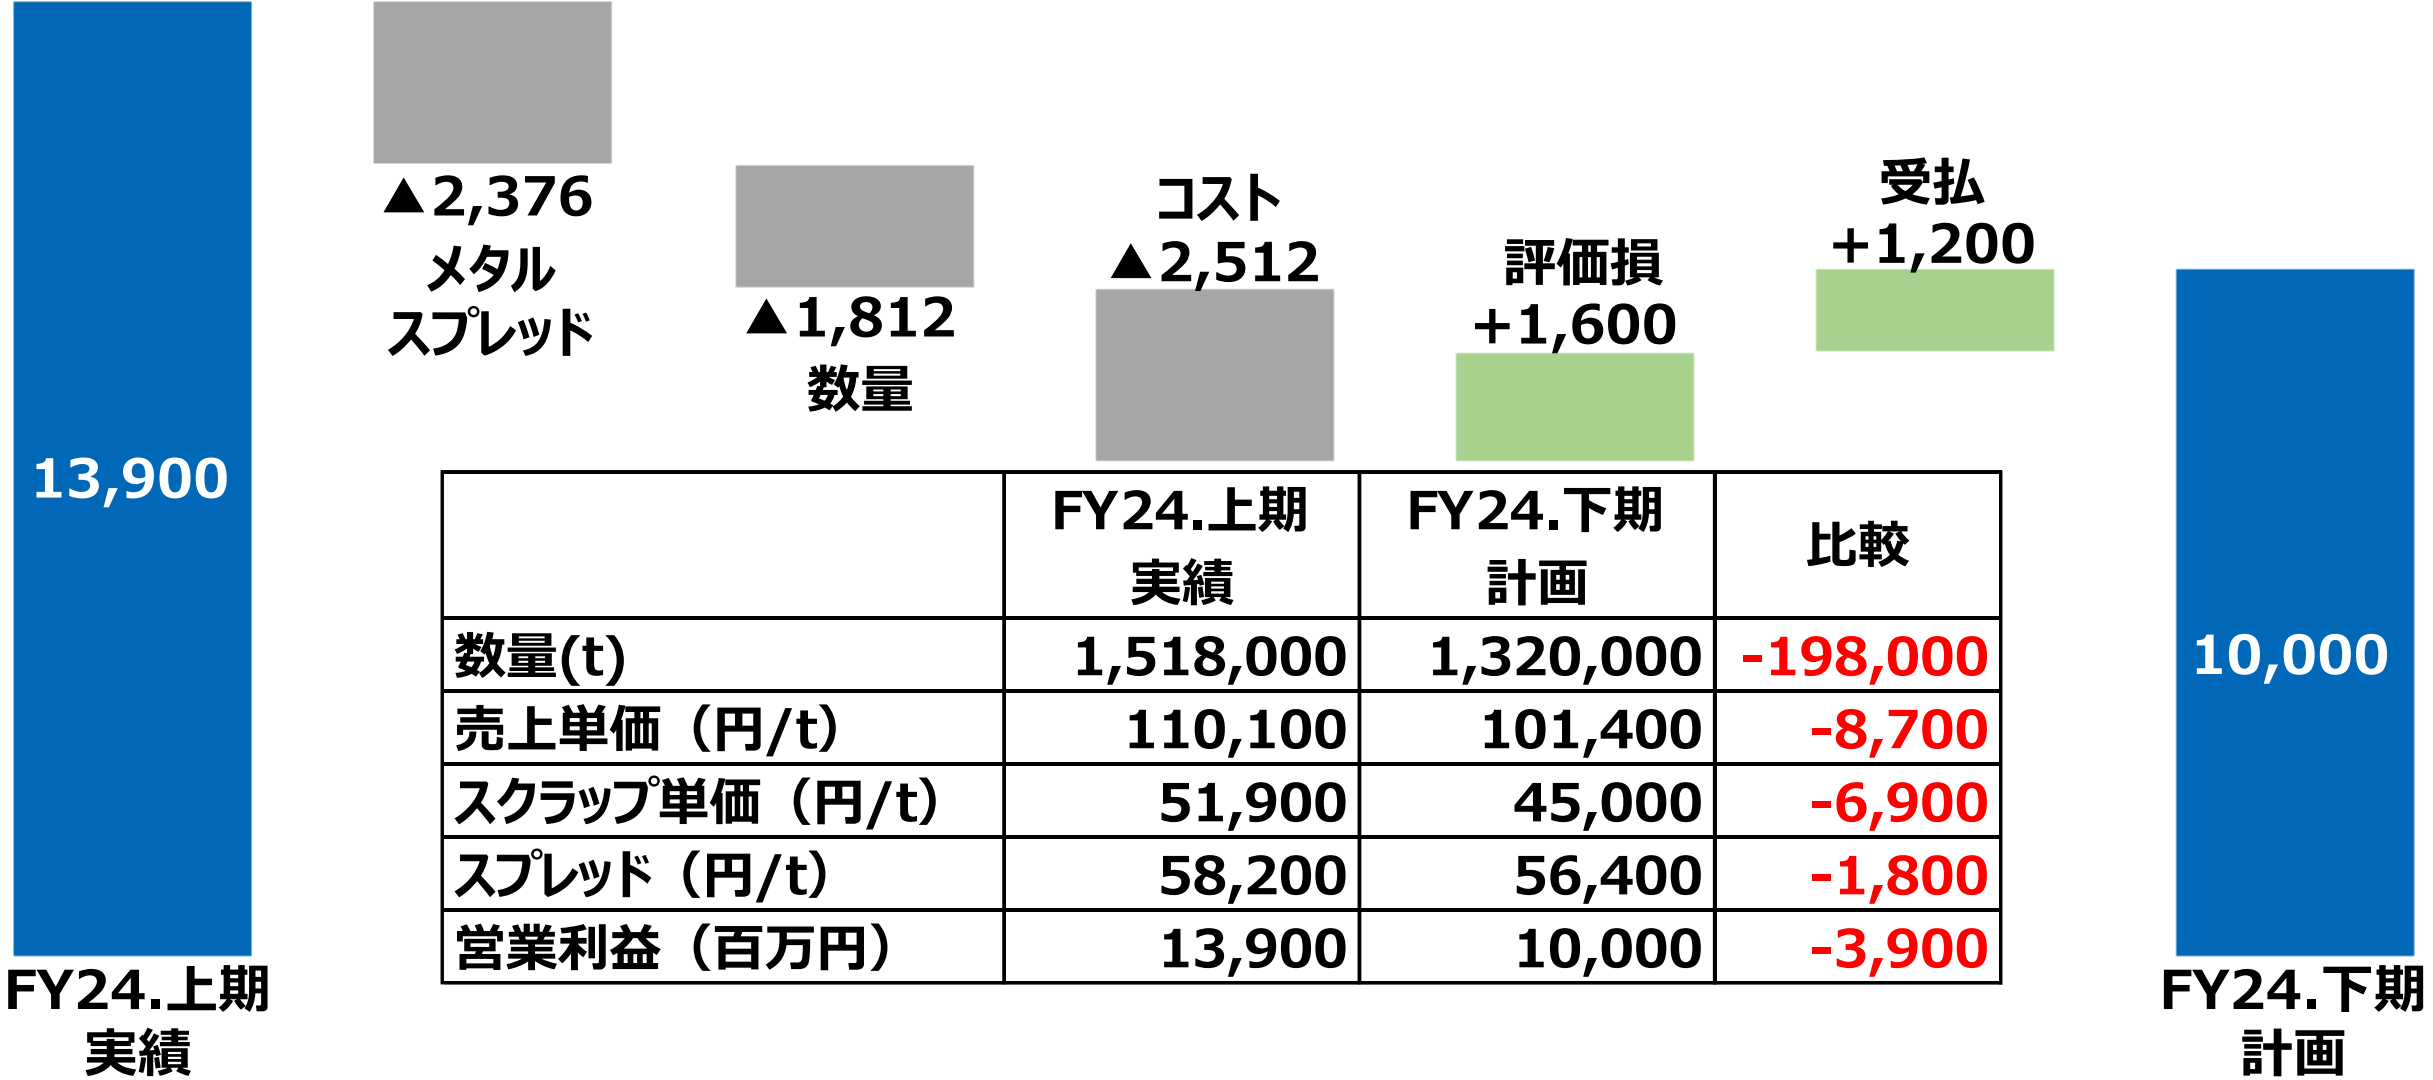 13,900
FY24.上期
実績
▲2,376
メタル
スプレッド
▲1,812
数量
コスト
▲2,512
評価損
+1,600
受払
+1,200
10,000
FY24.下期
計画
FY24.上期 実績 FY24.下期 計画 比較
数量(t) 1,518,000 1,320,000 -198,000
売上単価（円/t） 110,100 101,400 -8,700
スクラップ単価（円/t） 51,900 45,000 -6,900
スプレッド（円/t） 58,200 56,400 -1,800
営業利益（百万円） 13,900 10,000 -3,900